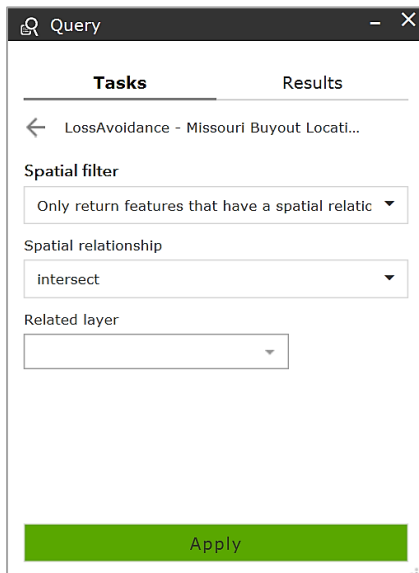 Query
Tasks
Results
LossAvoidance - Missouri Buyout Locati...
Spatial filter
Only return features that have a spatial relatic
Spatial relationship
intersect
Related layer
Apply